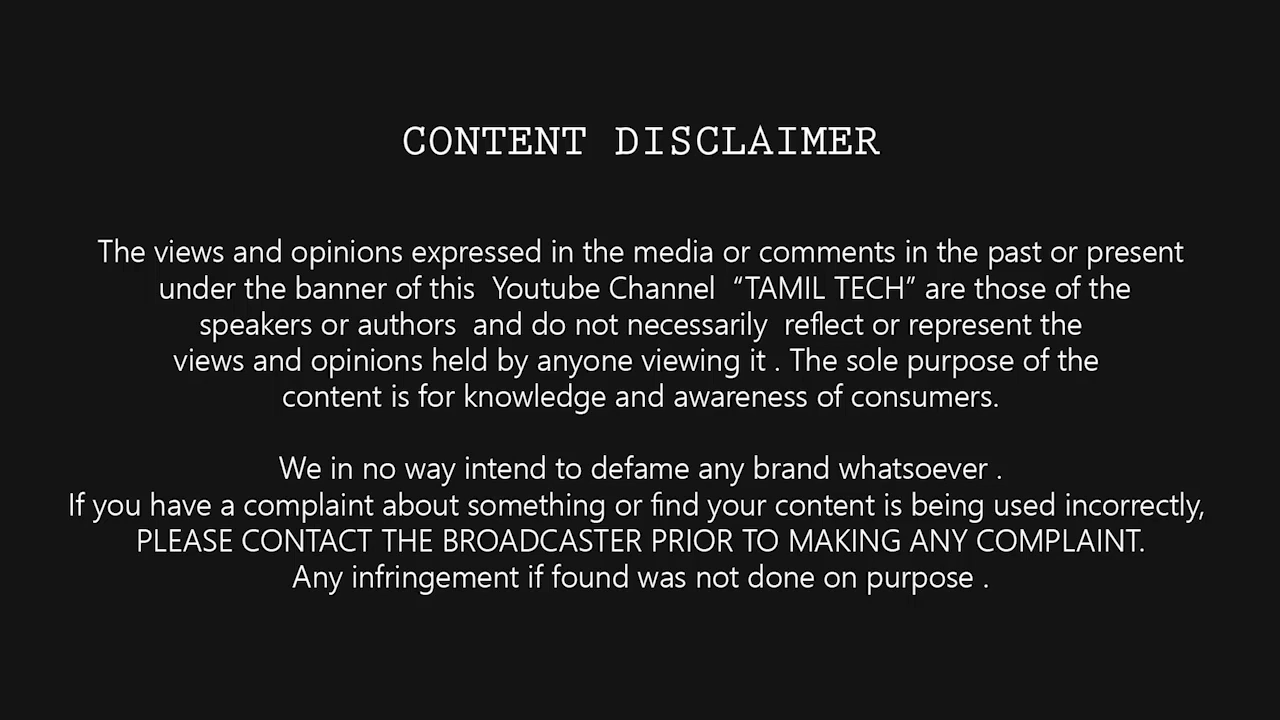 CONTENT DISCLAIMER
The views and opinions expressed in the media or comments in the past or present
under the banner of this  Youtube Channel  “TAMIL TECH” are those of the
speakers or authors  and do not necessarily  reflect or represent the
views and opinions held by anyone viewing it . The sole purpose of the
content is for knowledge and awareness of consumers.
We in no way intend to defame any brand whatsoever .
If you have a complaint about something or find your content is being used incorrectly,
PLEASE CONTACT THE BROADCASTER PRIOR TO MAKING ANY COMPLAINT.
Any infringement if found was not done on purpose .